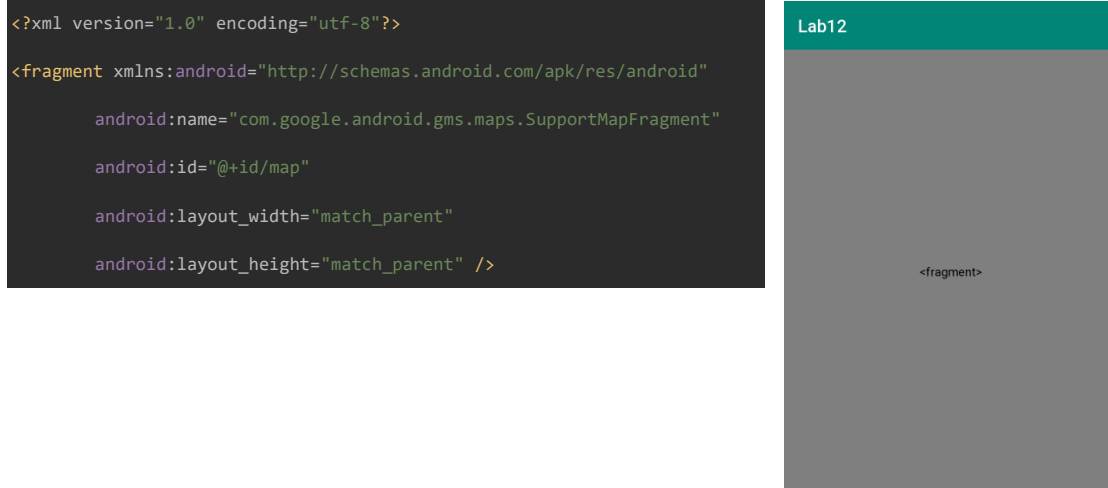 <?xml version="1.0" encoding="utf-8"?>
<fragment xmlns:android="http://schemas.android.com/apk/res/android"
android:name="com.google.android.gms.maps.SupportMapFragment"
android:id="@+id/map"
android:layout_width="match_parent"
android:layout_height="match_parent" />
Lab12
<fragment>